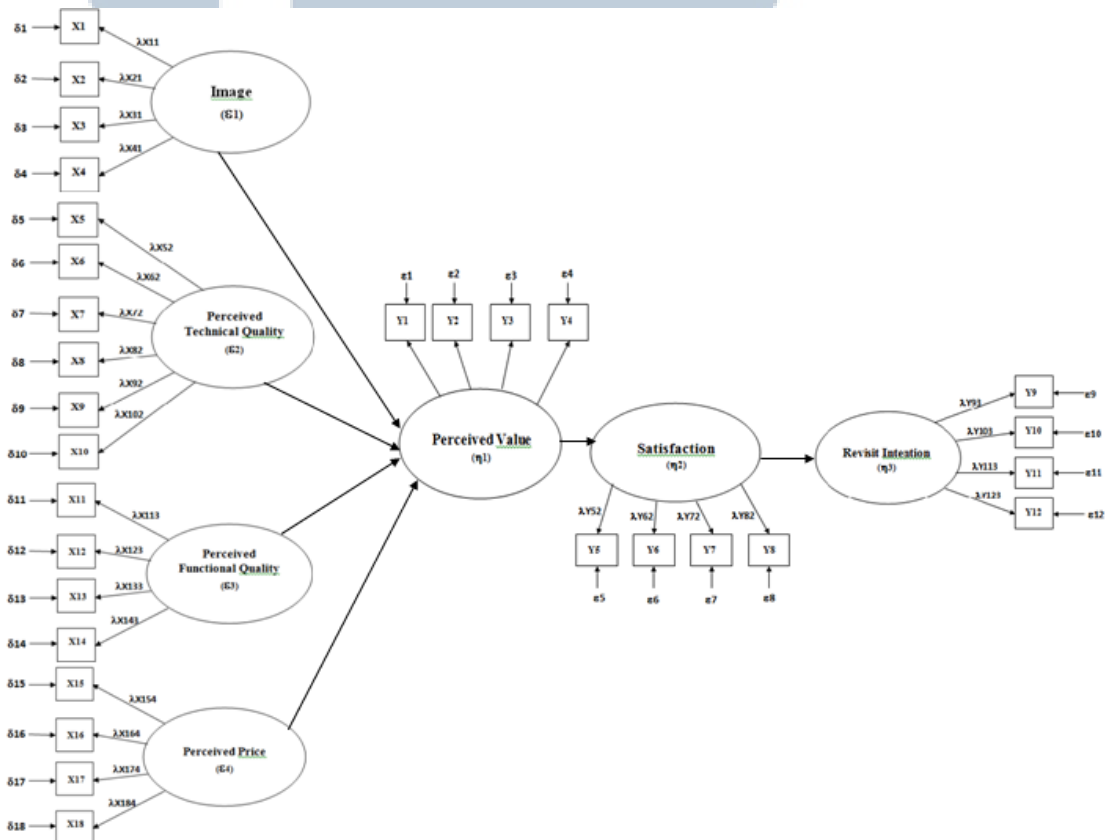 δ1
X1
λX11
δ2
X2
λX21
δ3
X3
λX31
δ4
X4
λX41
Image
(ξ1)
δ5
X5
λX52
δ6
X6
λX62
δ7
X7
λX72
δ8
X8
λX82
δ9
X9
λX92
δ10
X10
λX102
Perceived
Technical Quality
(ξ2)
δ11
X11
λX113
δ12
X12
λX123
δ13
X13
λX133
δ14
X14
λX143
Perceived
Functional Quality
(ξ3)
δ15
X15
λX154
δ16
X16
λX164
δ17
X17
λX174
δ18
X18
λX184
Perceived Price
(ξ4)
ε1 ε2 ε3 ε4
Y1 Y2 Y3 Y4
Perceived Value
(η1)
Satisfaction
(η2)
λY52 λY62 λY72 λY82
Y5 Y6 Y7 Y8
ε5 ε6 ε7 ε8
Revisit Intention
(η3)
λY93
Y9
ε9
λY103
Y10
ε10
λY113
Y11
ε11
λY123
Y12
ε12